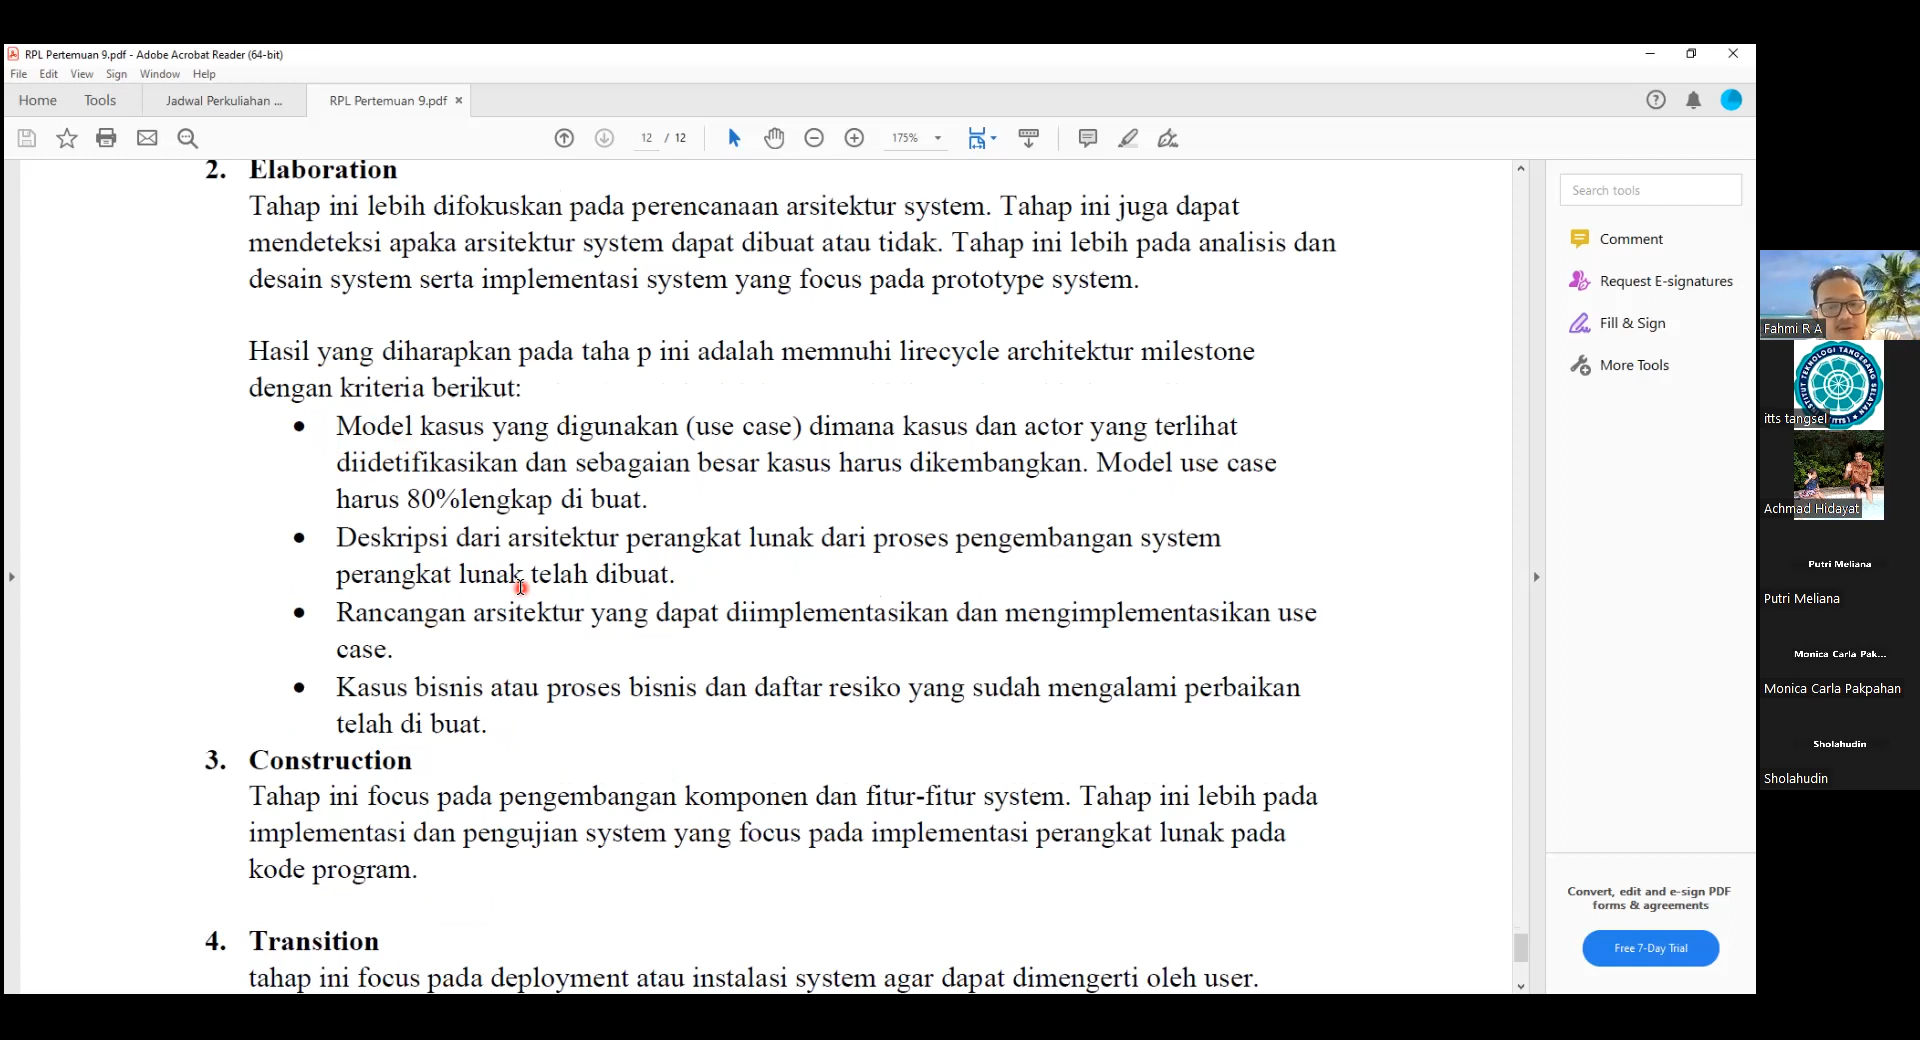 RPL Pertemuan 9.pdf - Adobe Acrobat Reader (64-bit)
File Edit View Sign Window Help
Home Tools Jadwal Perkuliahan ... RPL Pertemuan 9.pdf ×
12 / 12 175%
2. Elaboration
Tahap ini lebih difokuskan pada perencanaan arsitektur system. Tahap ini juga dapat
mendeteksi apaka arsitektur system dapat dibuat atau tidak. Tahap ini lebih pada analisis dan
desain system serta implementasi system yang focus pada prototype system.
Hasil yang diharapkan pada taha p ini adalah memnuhi lirecycle architektur milestone
dengan kriteria berikut:
• Model kasus yang digunakan (use case) dimana kasus dan actor yang terlihat
diidetifikasikan dan sebagaian besar kasus harus dikembangkan. Model use case
harus 80%lengkap di buat.
• Deskripsi dari arsitektur perangkat lunak dari proses pengembangan system
perangkat lunak telah dibuat.
• Rancangan arsitektur yang dapat diimplementasikan dan mengimplementasikan use
case.
• Kasus bisnis atau proses bisnis dan daftar resiko yang sudah mengalami perbaikan
telah di buat.
3. Construction
Tahap ini focus pada pengembangan komponen dan fitur-fitur system. Tahap ini lebih pada
implementasi dan pengujian system yang focus pada implementasi perangkat lunak pada
kode program.
4. Transition
tahap ini focus pada deployment atau instalasi system agar dapat dimengerti oleh user.
Search tools
Comment
Request E-signatures
Fill & Sign
More Tools
Convert, edit and e-sign PDF
forms & agreements
Free 7-Day Trial
Fahmi R A
INSTITUT TEKNOLOGI TANGERANG SELATAN
itts tangsel
Achmad Hidayat
Putri Meliana
Putri Meliana
Monica Carla Pak...
Monica Carla Pakpahan
Sholahudin
Sholahudin